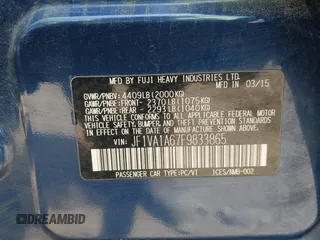 MFD BY FUJI HEAVY INDUSTRIES LTD.
03/15
GVWR/PNBV: 4409LB(2000KG)
GAWR/PNBE:FRONT- 2370LB(1075KG)
GAWR/PNBE:REAR - 2293LB(1040KG)
THIS VEHICLE CONFORMS TO ALL APPLICABLE FEDERAL MOTOR
VEHICLE SAFETY, BUMPER, AND THEFT PREVENTION
STANDARDS IN EFFECT ON THE DATE OF
MANUFACTURE SHOWN ABOVE.
VIN: JF1VA1A67F9833865
PASSENGER CAR TYPE:PC/VT: ICES/NMB-002
DREAMBID